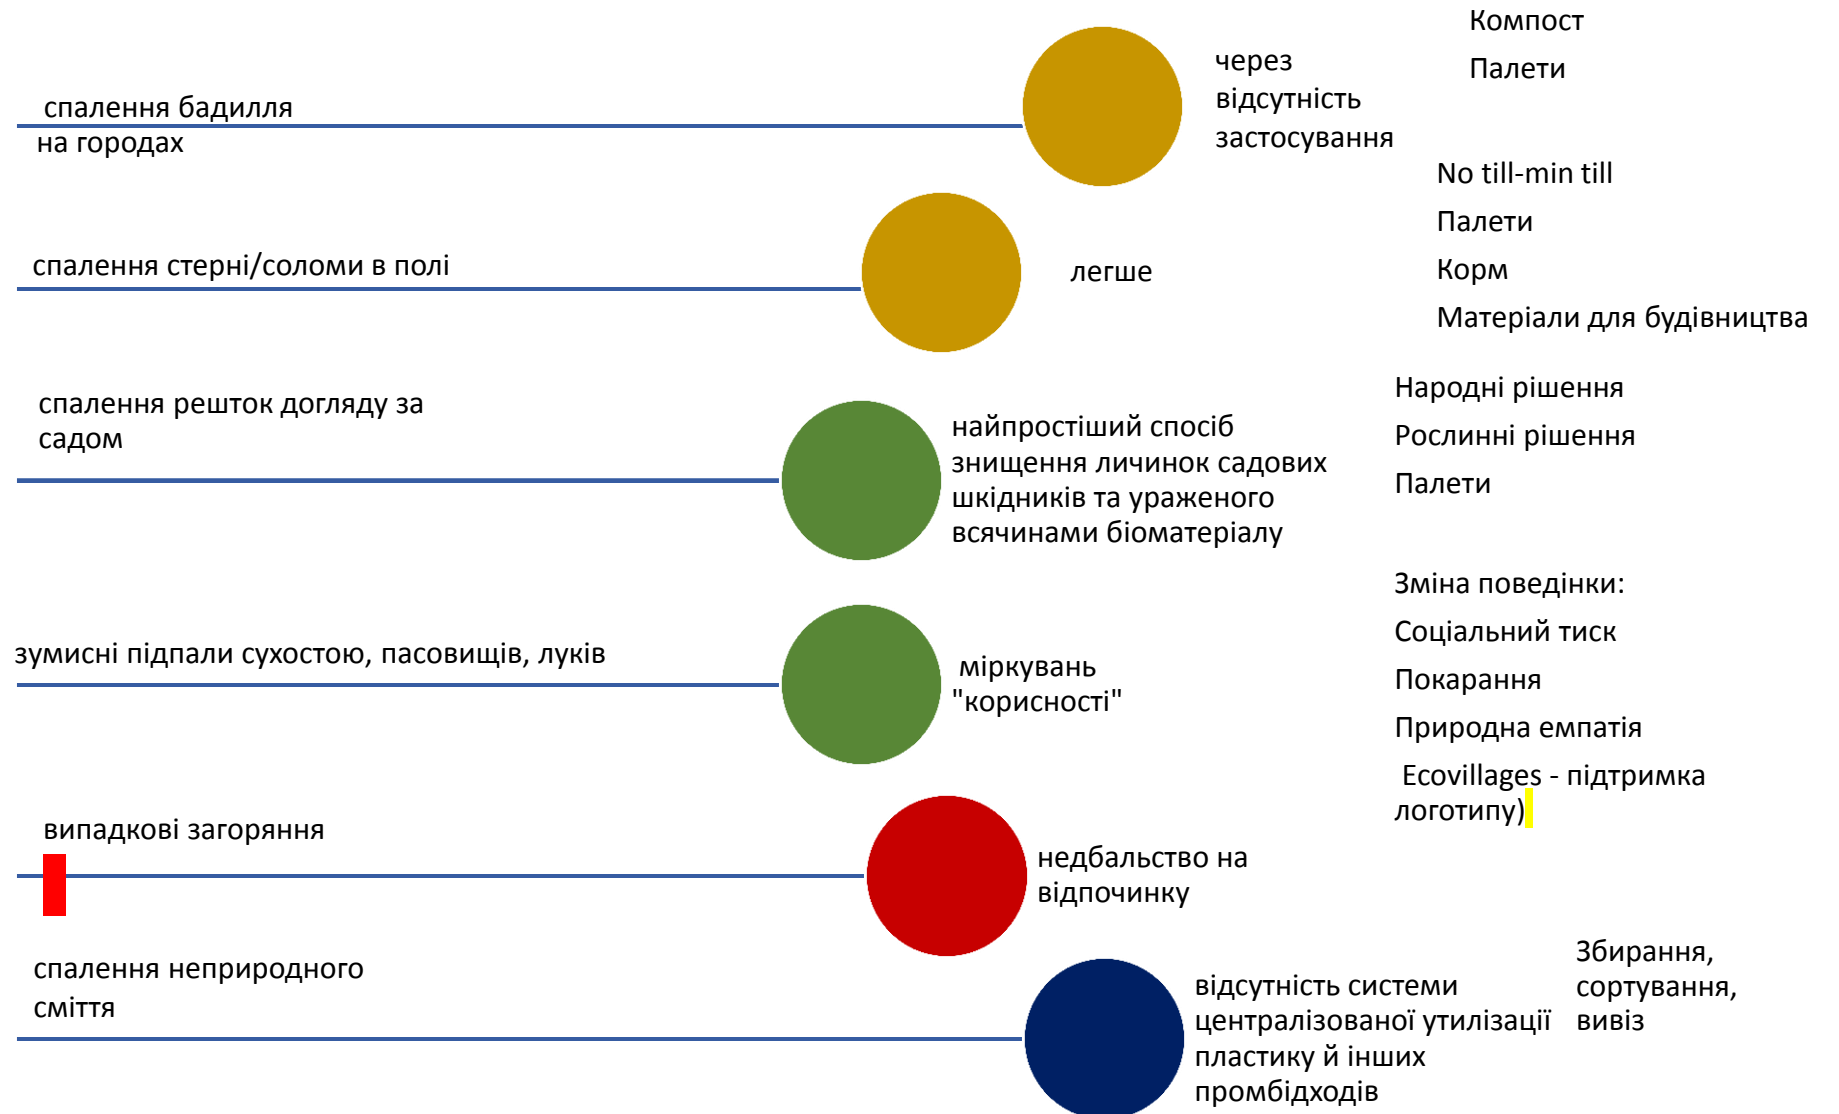 спалення бадилля
на городах
через
відсутність
застосування
Компост
Палети
спалення стерні/соломи в полі
легше
No till-min till
Палети
Корм
Матеріали для будівництва
спалення решток догляду за
садом
найпростіший спосіб
знищення личинок садових
шкідників та ураженого
всячинами біоматеріалу
Народні рішення
Рослинні рішення
Палети
зумисні підпали сухостою, пасовищів, луків
міркувань
"корисності"
Зміна поведінки:
Соціальний тиск
Покарання
Природна емпатія
Ecovillages - підтримка
логотипу)
випадкові загоряння
недбальство на
відпочинку
спалення неприродного
сміття
відсутність системи
централізованої утилізації
пластику й інших
промбідходів
Збирання,
сортування,
вивіз